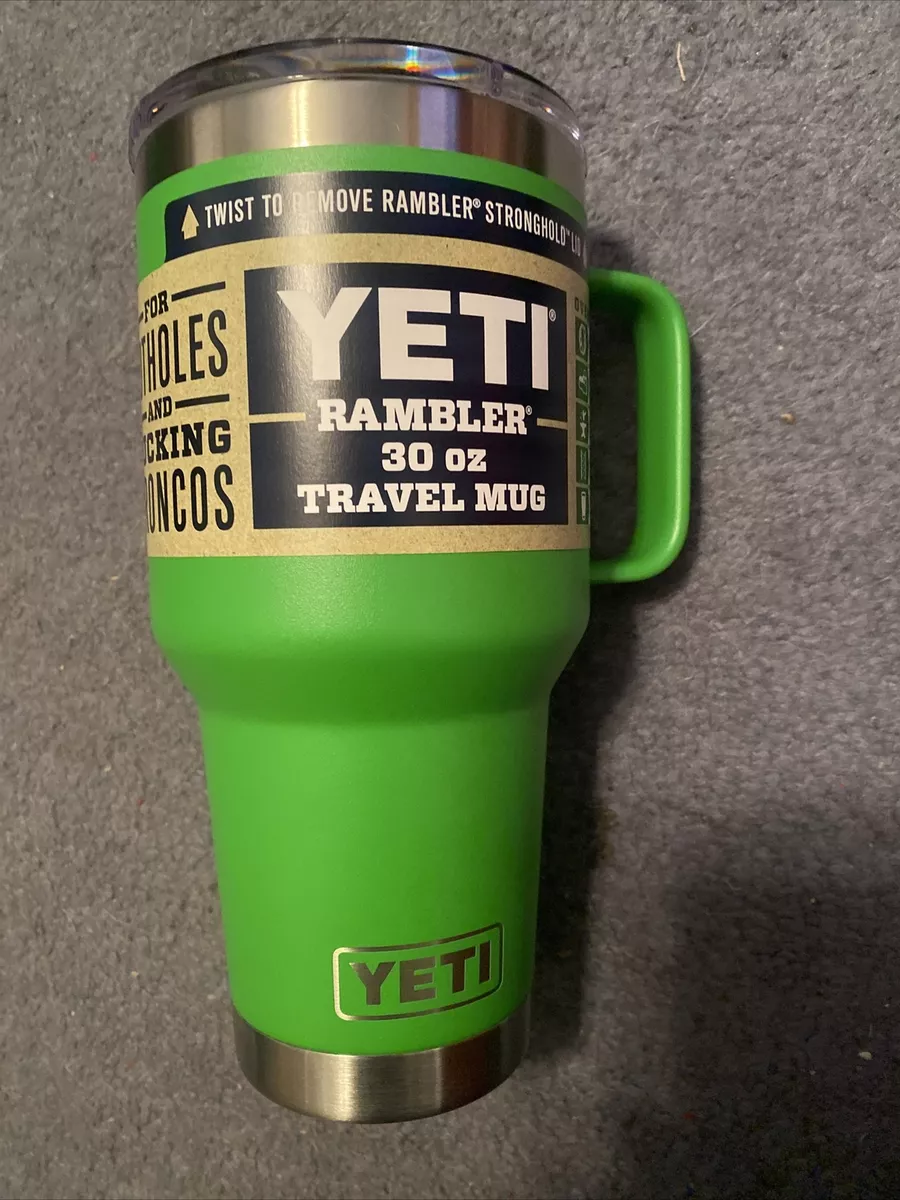 TWIST TO REMOVE RAMBLER® STRONGHOLD™ LID
FOR
THOLES
AND
CKING
ONCOS
YETI®
RAMBLER®
30 oz
TRAVEL MUG
YETI